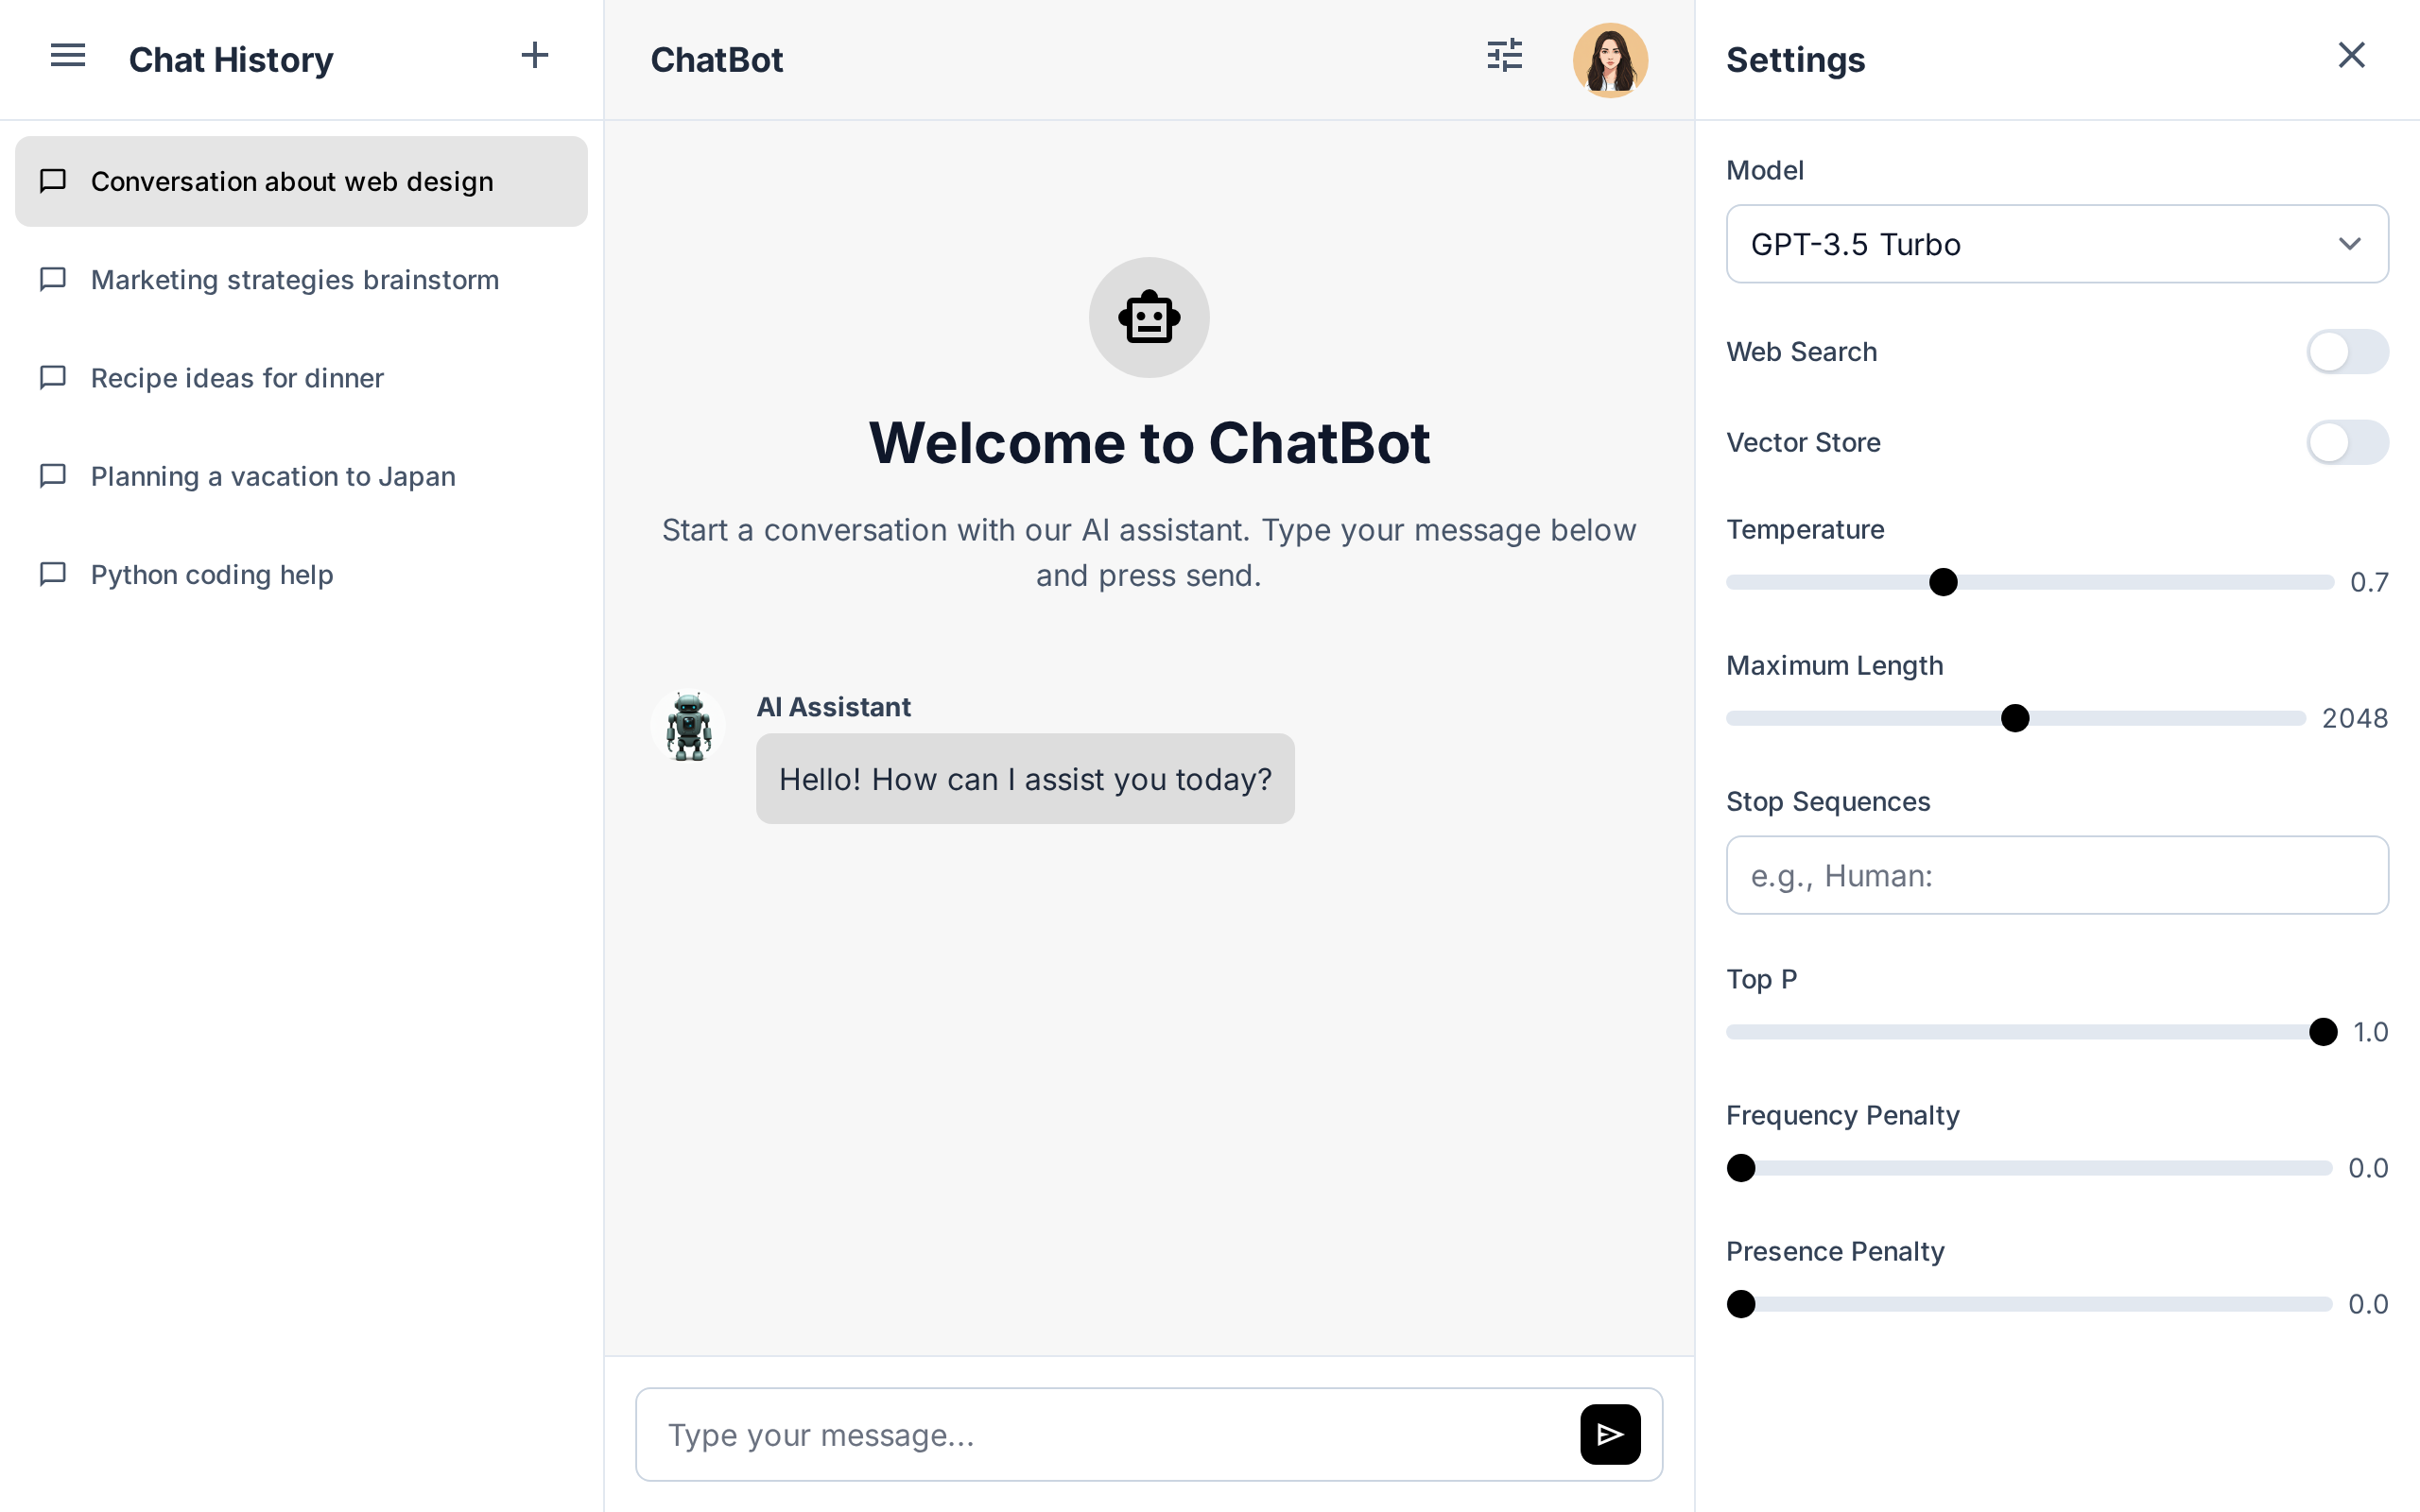 Chat History
Conversation about web design
Marketing strategies brainstorm
Recipe ideas for dinner
Planning a vacation to Japan
Python coding help
ChatBot
Welcome to ChatBot
Start a conversation with our AI assistant. Type your message below
and press send.
AI Assistant
Hello! How can I assist you today?
Type your message...
Settings
Model
GPT-3.5 Turbo
Web Search
Vector Store
Temperature
0.7
Maximum Length
2048
Stop Sequences
e.g., Human:
Top P
1.0
Frequency Penalty
0.0
Presence Penalty
0.0